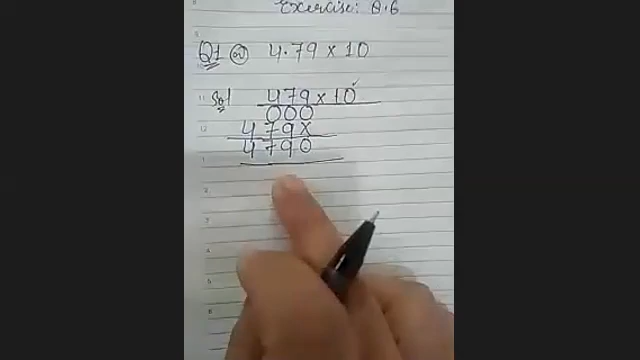 Exercise: 8.6
Q1 a 4.79 x 10
Sol 479 x 10
000
479x
4790